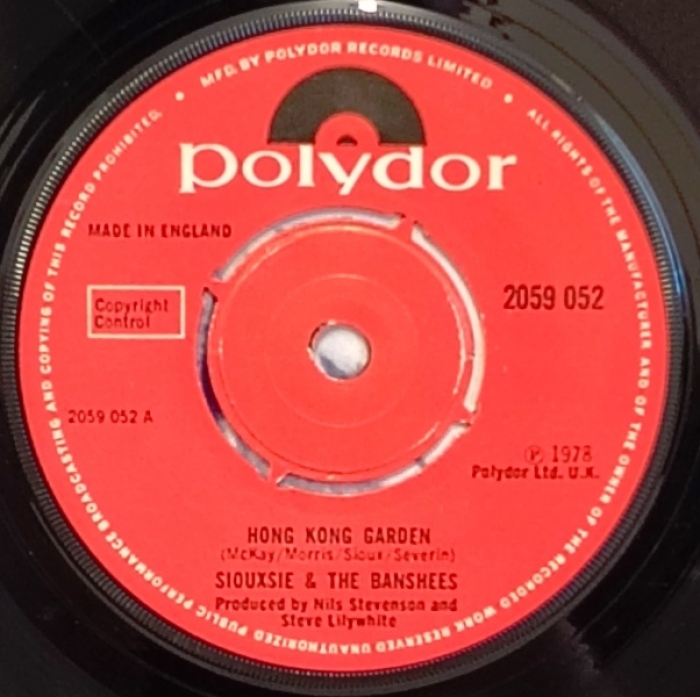 MFD. BY POLYDOR RECORDS LIMITED • ALL RIGHTS OF THE MANUFACTURER AND OF THE OWNER OF THE RECORDED WORK RESERVED UNAUTHORIZED PUBLIC PERFORMANCE BROADCASTING AND COPYING OF THIS RECORD PROHIBITED. •
polydor
MADE IN ENGLAND
2059 052
Copyright
Control
2059 052 A
℗ 1978
Polydor Ltd. U.K.
HONG KONG GARDEN
(McKay/Morris/Sioux/Severin)
SIOUXSIE & THE BANSHEES
Produced by Nils Stevenson and
Steve Lilywhite